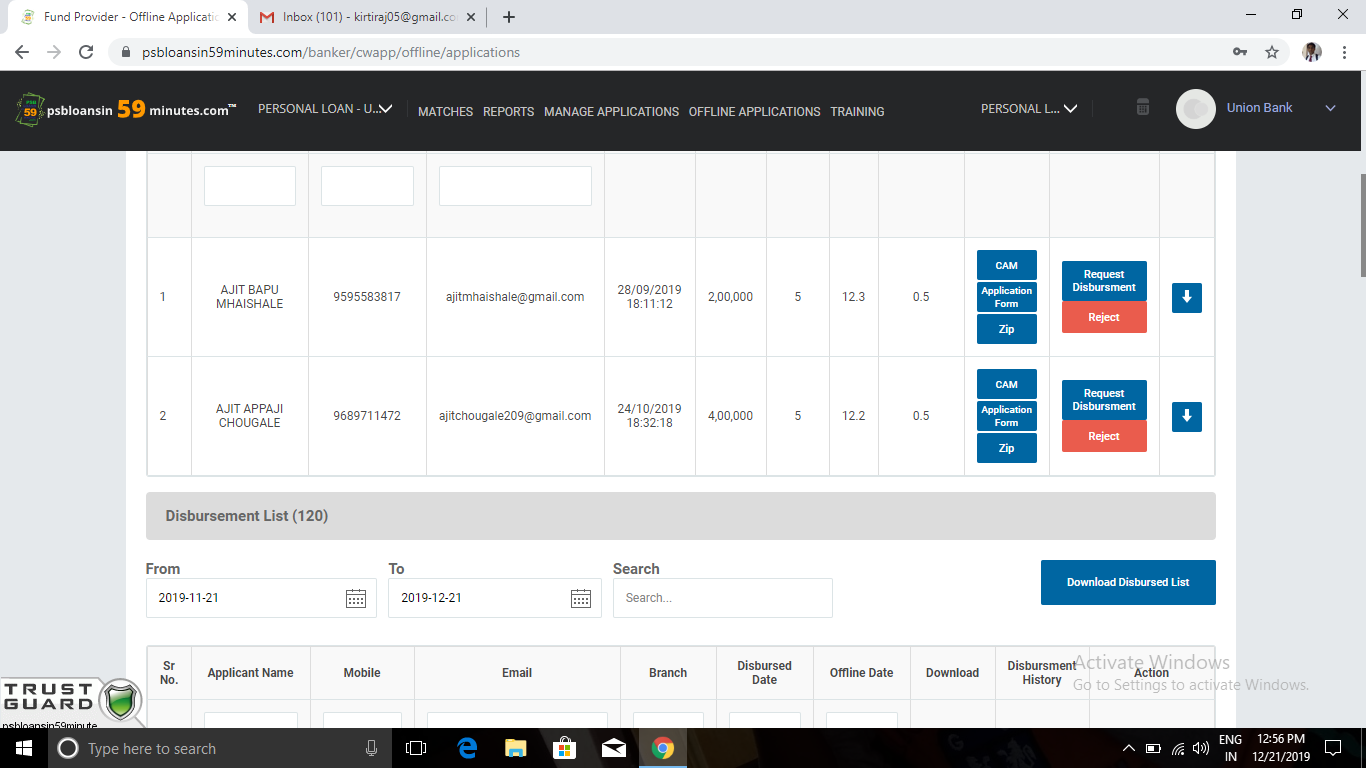 Fund Provider - Offline Applicatic
Inbox (101) - kirtiraj05@gmail.co
psbloansin59minutes.com/banker/cwapp/offline/applications
psbloansin 59 minutes.com™
PERSONAL LOAN - U...
MATCHES REPORTS MANAGE APPLICATIONS OFFLINE APPLICATIONS TRAINING
PERSONAL L...
Union Bank
1 AJIT BAPU MHAISHALE 9595583817 ajitmhaishale@gmail.com 28/09/2019 18:11:12 2,00,000 5 12.3 0.5
CAM
Application Form
Zip
Request Disbursment
Reject
2 AJIT APPAJI CHOUGALE 9689711472 ajitchougale209@gmail.com 24/10/2019 18:32:18 4,00,000 5 12.2 0.5
CAM
Application Form
Zip
Request Disbursment
Reject
Disbursement List (120)
From To Search
2019-11-21 2019-12-21 Search...
Download Disbursed List
Sr No. Applicant Name Mobile Email Branch Disbursed Date Offline Date Download Disbursment History Action
Activate Windows
Go to Settings to activate Windows.
TRUST
GUARD
psbloansin59minute
Type here to search
ENG
IN
12:56 PM
12/21/2019